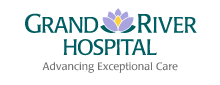 GRAND RIVER
HOSPITAL
Advancing Exceptional Care